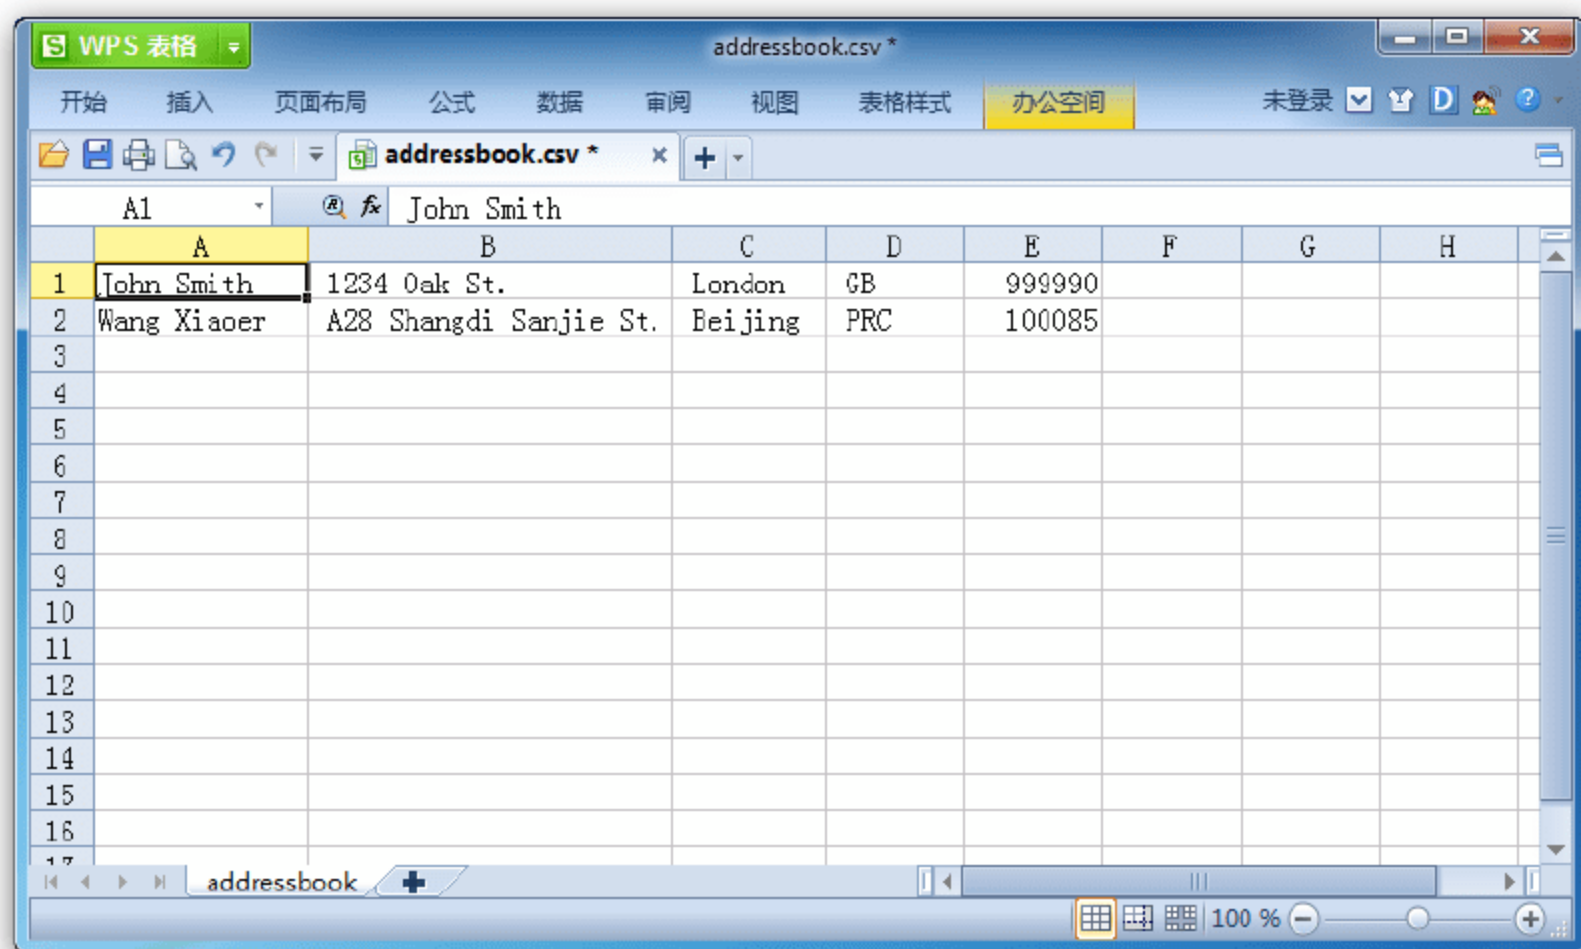 WPS 表格
addressbook.csv *
开始 插入 页面布局 公式 数据 审阅 视图 表格样式 办公空间 未登录
addressbook.csv *
A1 fx John Smith
A B C D E F G H
1 John Smith 1234 Oak St. London GB 999990
2 Wang Xiaoer A28 Shangdi Sanjie St. Beijing PRC 100085
3
4
5
6
7
8
9
10
11
12
13
14
15
16
17
addressbook
100 %